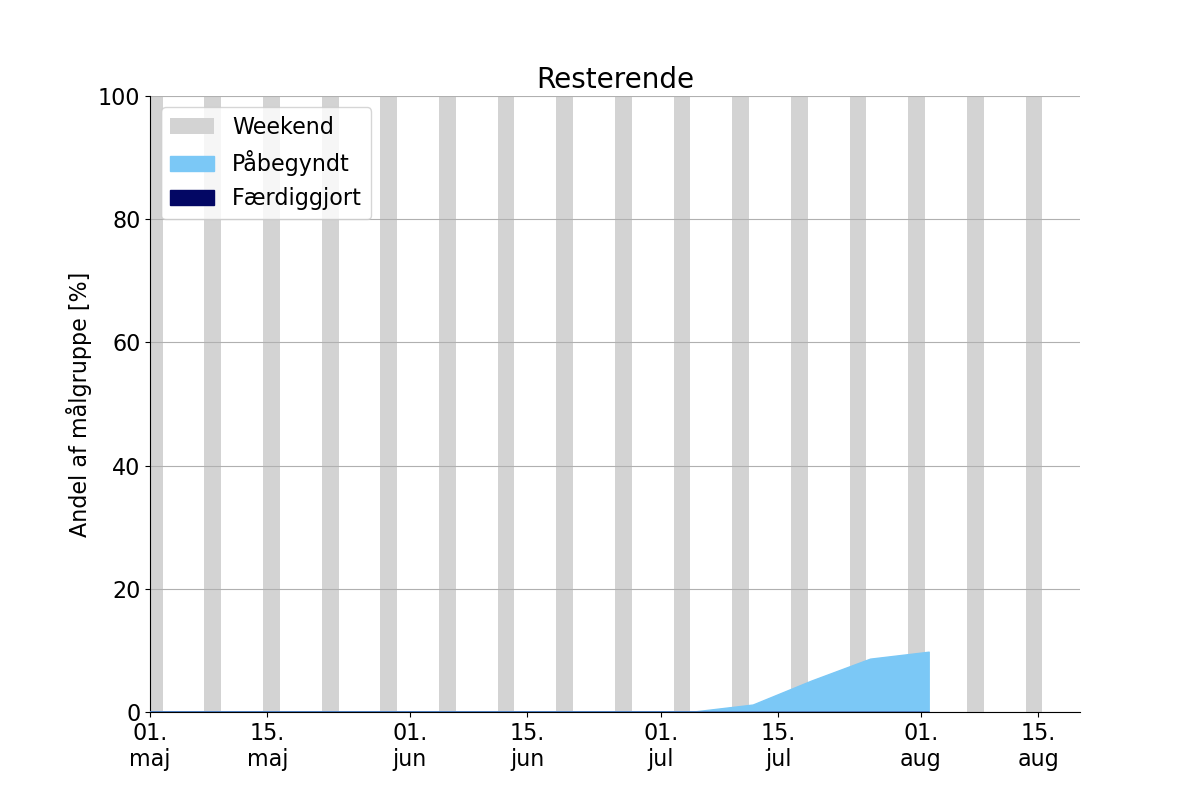 Resterende
100
80
60
40
20
0
Andel af målgruppe [%]
Weekend
Påbegyndt
Færdiggjort
01. 15. 01. 15. 01. 15. 01. 15.
maj maj jun jun jul jul aug aug